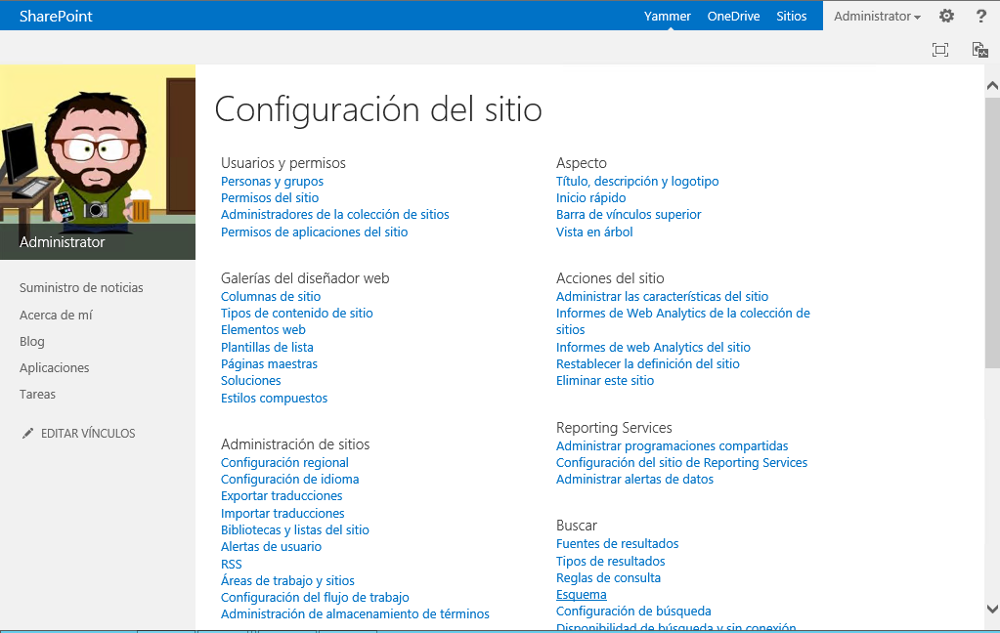 SharePoint
Yammer OneDrive Sitios Administrator ?
Configuración del sitio
Administrator
Suministro de noticias
Acerca de mí
Blog
Aplicaciones
Tareas
EDITAR VÍNCULOS
Usuarios y permisos
Personas y grupos
Permisos del sitio
Administradores de la colección de sitios
Permisos de aplicaciones del sitio
Galerías del diseñador web
Columnas de sitio
Tipos de contenido de sitio
Elementos web
Plantillas de lista
Páginas maestras
Soluciones
Estilos compuestos
Administración de sitios
Configuración regional
Configuración de idioma
Exportar traducciones
Importar traducciones
Bibliotecas y listas del sitio
Alertas de usuario
RSS
Áreas de trabajo y sitios
Configuración del flujo de trabajo
Administración de almacenamiento de términos
Aspecto
Título, descripción y logotipo
Inicio rápido
Barra de vínculos superior
Vista en árbol
Acciones del sitio
Administrar las características del sitio
Informes de Web Analytics de la colección de
sitios
Informes de web Analytics del sitio
Restablecer la definición del sitio
Eliminar este sitio
Reporting Services
Administrar programaciones compartidas
Configuración del sitio de Reporting Services
Administrar alertas de datos
Buscar
Fuentes de resultados
Tipos de resultados
Reglas de consulta
Esquema
Configuración de búsqueda
Disponibilidad de búsqueda y sin conexión